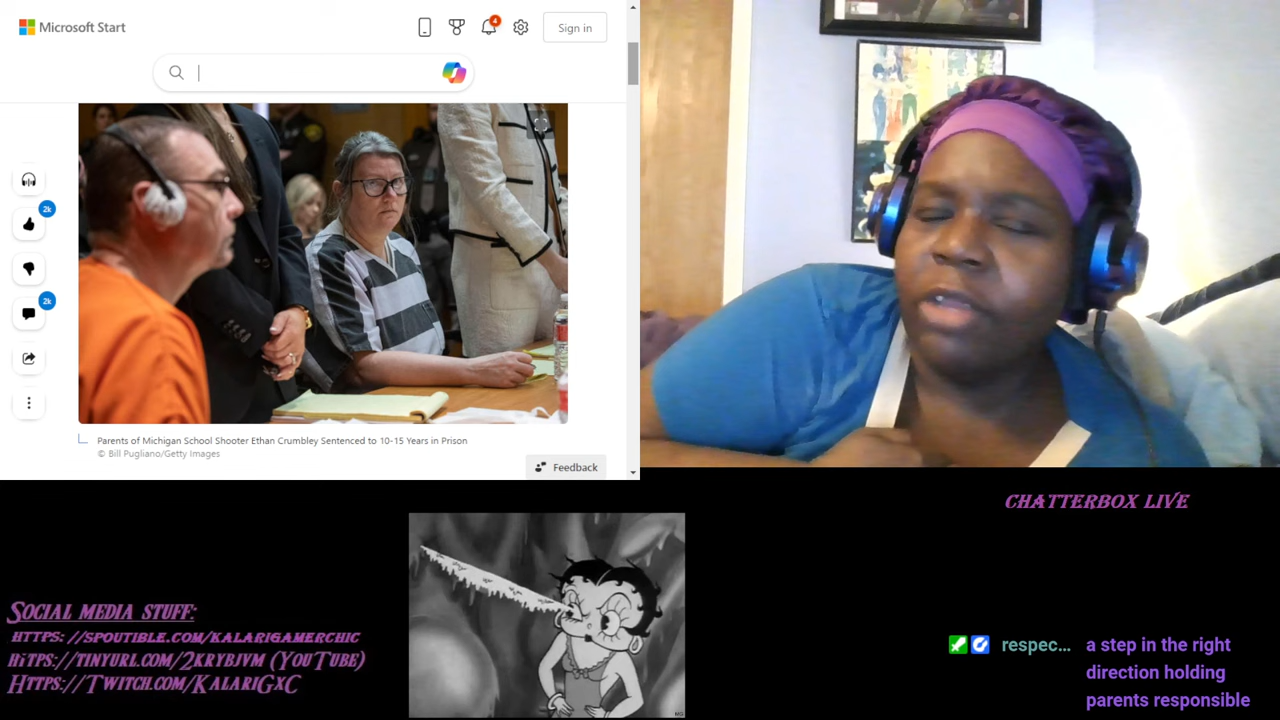 Microsoft Start
4
Sign in
2k
2k
Parents of Michigan School Shooter Ethan Crumbley Sentenced to 10-15 Years in Prison
© Bill Pugliano/Getty Images
Feedback
CHATTERBOX LIVE
SOCIAL MEDIA STUFF:
HTTPS://SPOUTIBLE.COM/KALARIGAMERCHIC
HTTPS://TINYURL.COM/2KRYBJVM (YOUTUBE)
HTTPS://TWITCH.COM/KALARIGXC
respec... a step in the right
direction holding
parents responsible